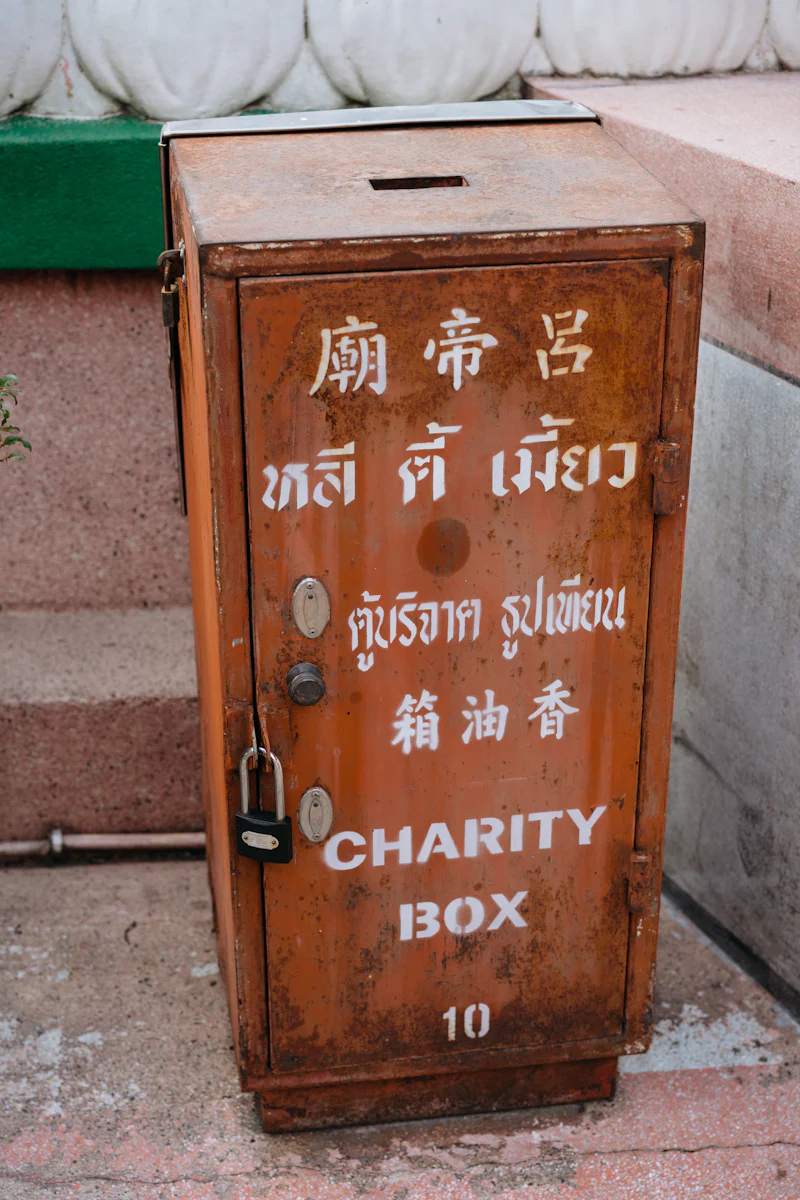 呂帝廟
หลี ตี้ เมี้ยว
ตู้บริจาค ธูปเทียน
香油箱
CHARITY
BOX
10